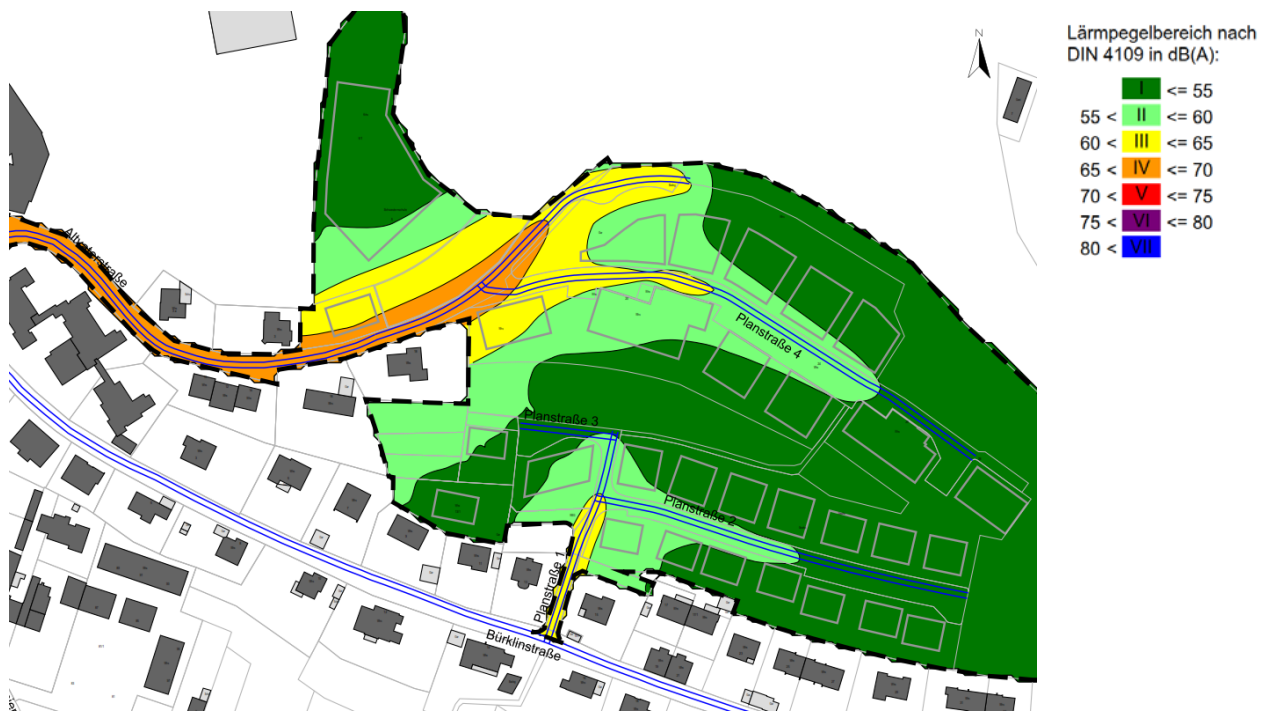 Lärmpegelbereich nach
DIN 4109 in dB(A):
I <= 55
55 < II <= 60
60 < III <= 65
65 < IV <= 70
70 < V <= 75
75 < VI <= 80
80 < VII
N
Altvaterstraße
Planstraße 4
Planstraße 3
Planstraße 2
Planstraße 1
Bürklinstraße